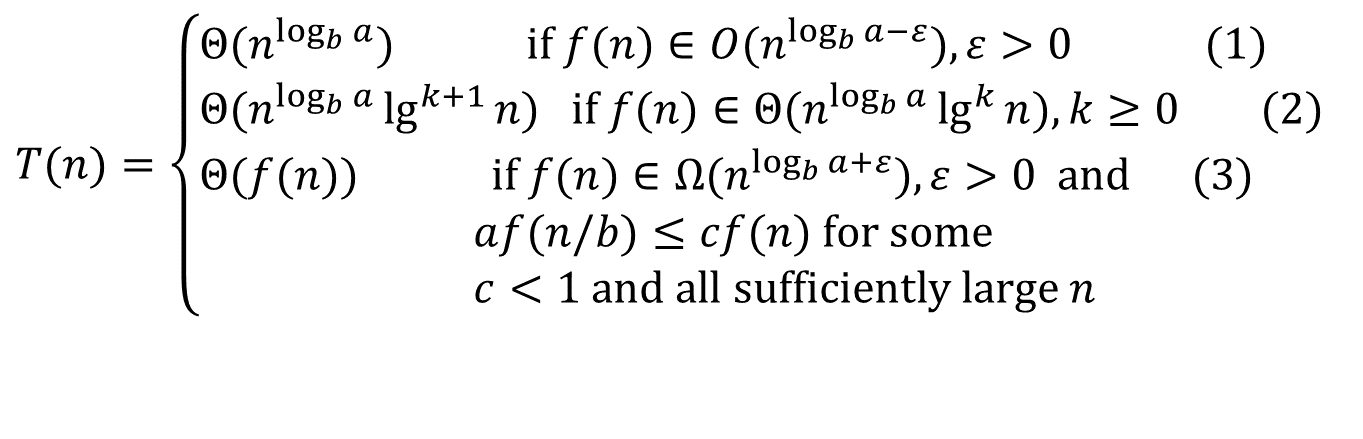 Θ(n^{log_b a}) if f(n) ∈ O(n^{log_b a−ε}), ε > 0 (1)
Θ(n^{log_b a} lg^{k+1} n) if f(n) ∈ Θ(n^{log_b a} lg^k n), k ≥ 0 (2)
T(n) = { Θ(f(n)) if f(n) ∈ Ω(n^{log_b a+ε}), ε > 0 and (3)
af(n/b) ≤ cf(n) for some
c < 1 and all sufficiently large n